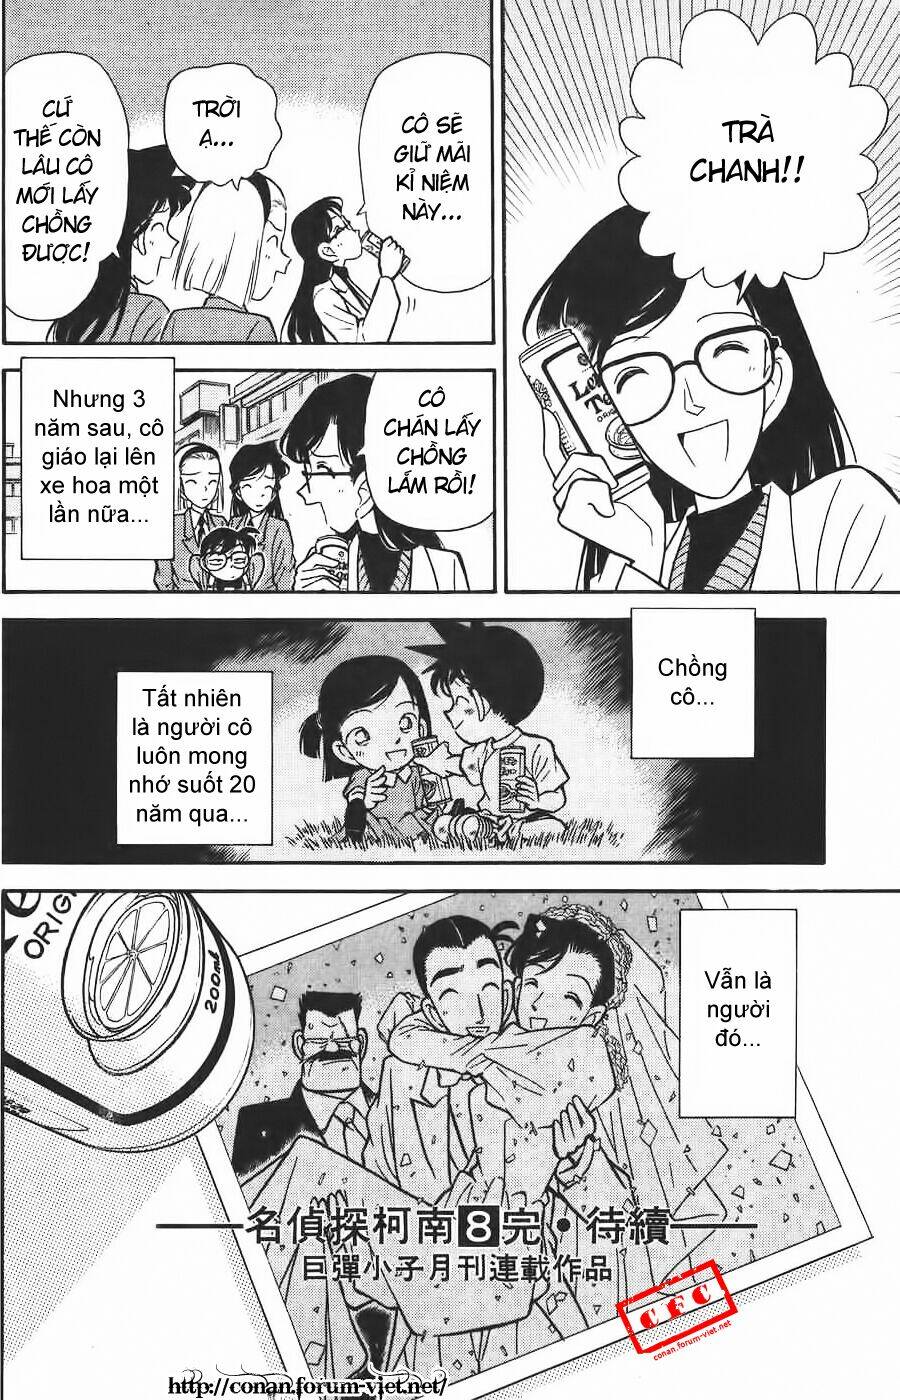 TRÀ
CHANH!!
Lem
Tea
CÔ SẼ
GIỮ MÃI
KỈ NIỆM
NÀY...
TRỜI
Ạ...
CỨ
THẾ CÒN
LÂU CÔ
MỚI LẤY
CHỒNG
ĐƯỢC!
CÔ
CHÁN LẤY
CHỒNG
LẮM RỒI!
Nhưng 3
năm sau, cô
giáo lại lên
xe hoa một
lần nữa...
Chồng
cô...
Tất nhiên
là người cô
luôn mong
nhớ suốt 20
năm qua...
Vẫn là
người
đó...
ORIG
200ml
名偵探柯南8完・待續
巨彈小子月刊連載作品
CFC
conan.forum-viet.net
http://conan.forum-viet.net/